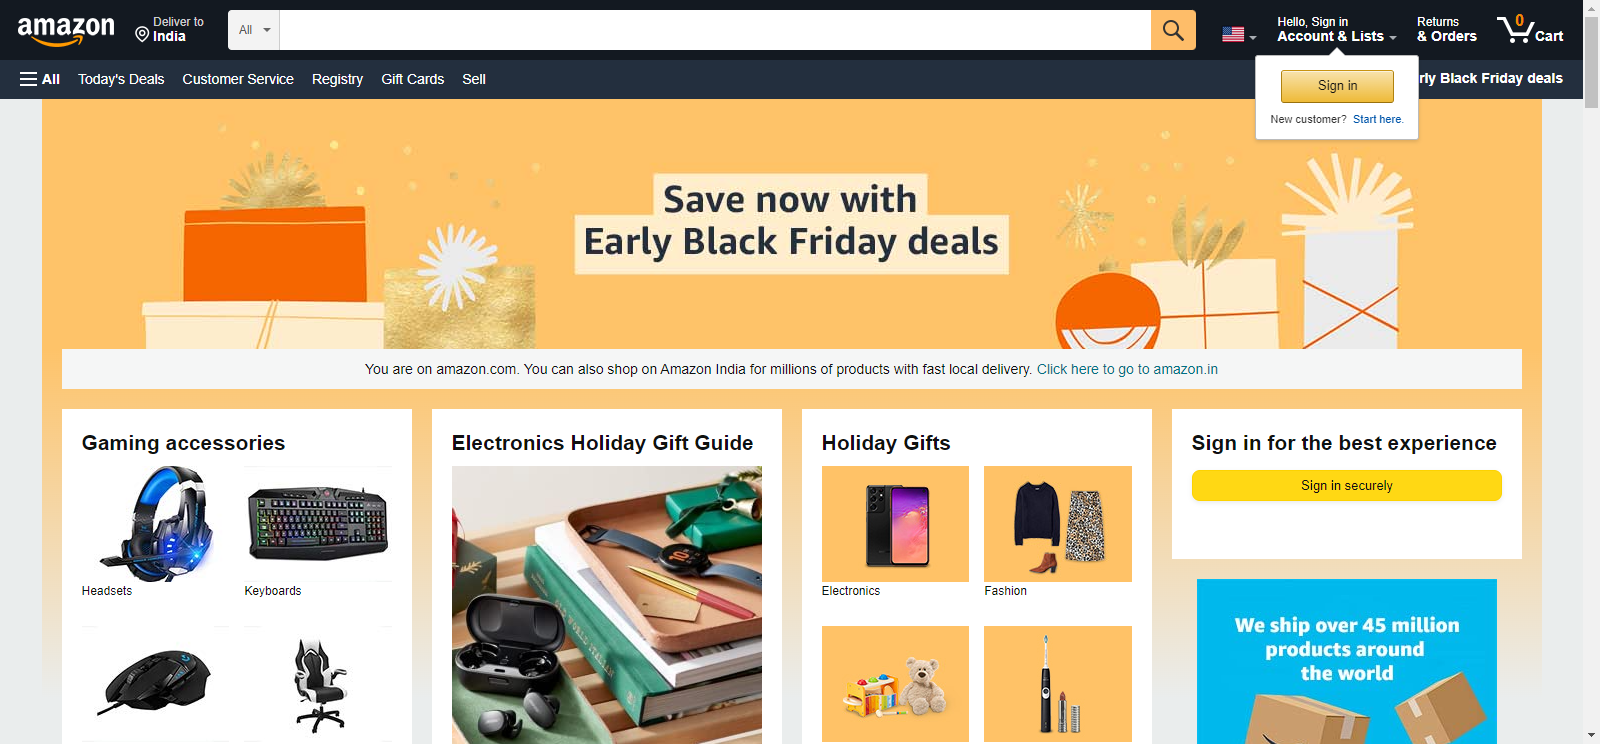 amazon
Deliver to
India
All
Hello, Sign in
Account & Lists
Returns
& Orders
0
Cart
All
Today's Deals
Customer Service
Registry
Gift Cards
Sell
rly Black Friday deals
Sign in
New customer? Start here.
Save now with
Early Black Friday deals
You are on amazon.com. You can also shop on Amazon India for millions of products with fast local delivery. Click here to go to amazon.in
Gaming accessories
Headsets
Keyboards
Electronics Holiday Gift Guide
Holiday Gifts
Electronics
Fashion
Sign in for the best experience
Sign in securely
We ship over 45 million
products around
the world